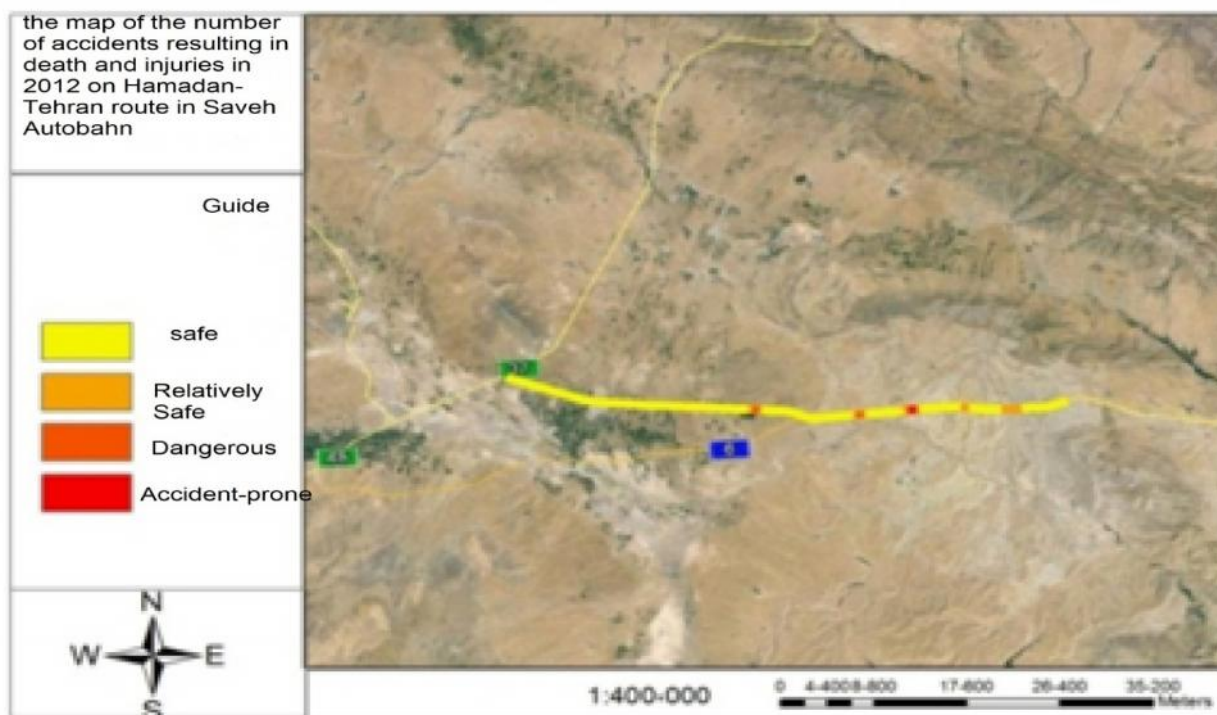 the map of the number
of accidents resulting in
death and injuries in
2012 on Hamadan-
Tehran route in Saveh
Autobahn
Guide
safe
Relatively
Safe
Dangerous
Accident-prone
N
W E
S
6
1:400-000
0 4-400 8-800 17-600 26-400 35-200
Meters